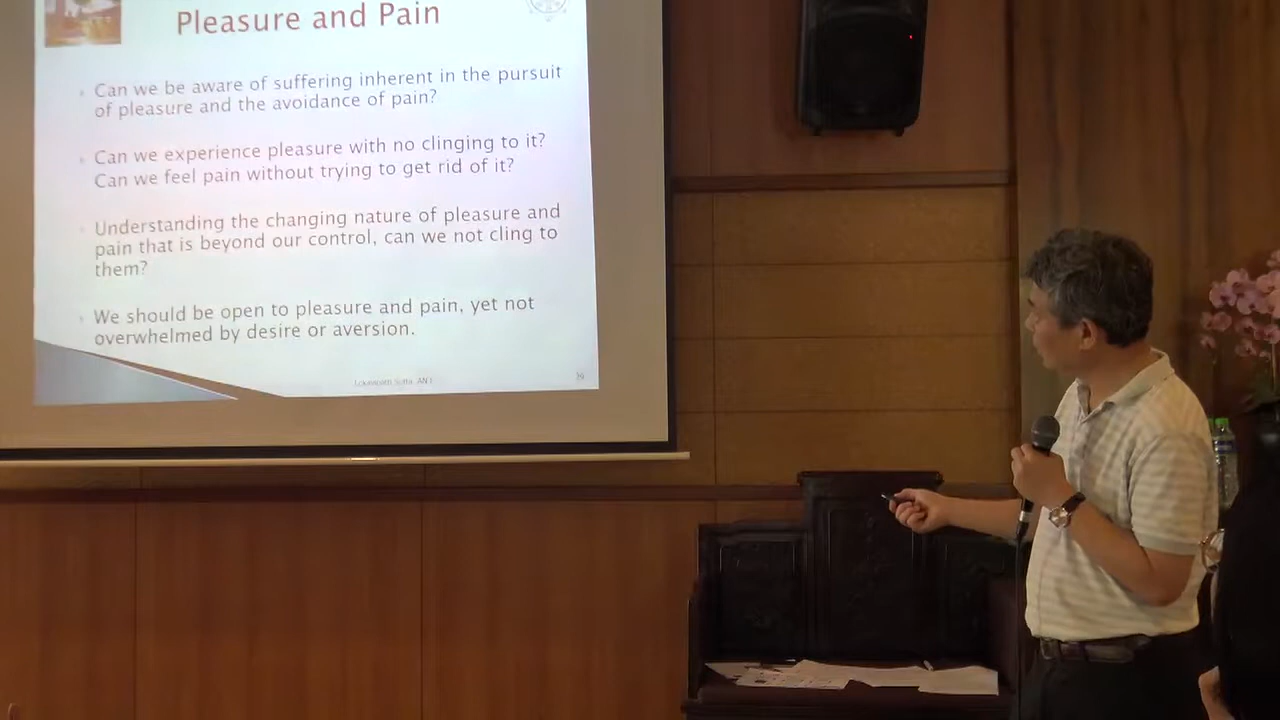 Pleasure and Pain
Can we be aware of suffering inherent in the pursuit
of pleasure and the avoidance of pain?
Can we experience pleasure with no clinging to it?
Can we feel pain without trying to get rid of it?
Understanding the changing nature of pleasure and
pain that is beyond our control, can we not cling to
them?
We should be open to pleasure and pain, yet not
overwhelmed by desire or aversion.